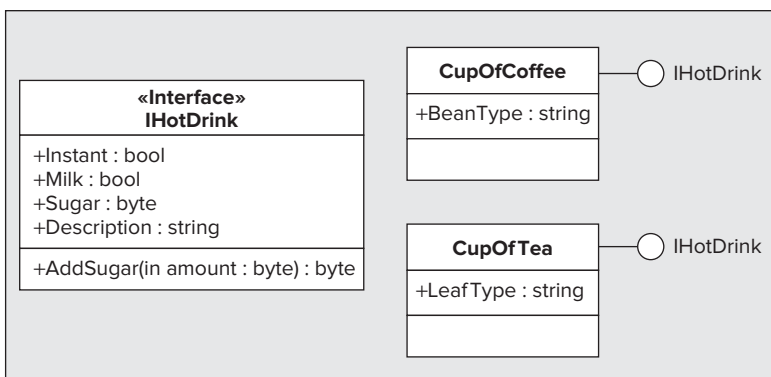 «Interface»
IHotDrink
+Instant : bool
+Milk : bool
+Sugar : byte
+Description : string
+AddSugar(in amount : byte) : byte
CupOfCoffee
IHotDrink
+BeanType : string
CupOfTea
IHotDrink
+LeafType : string